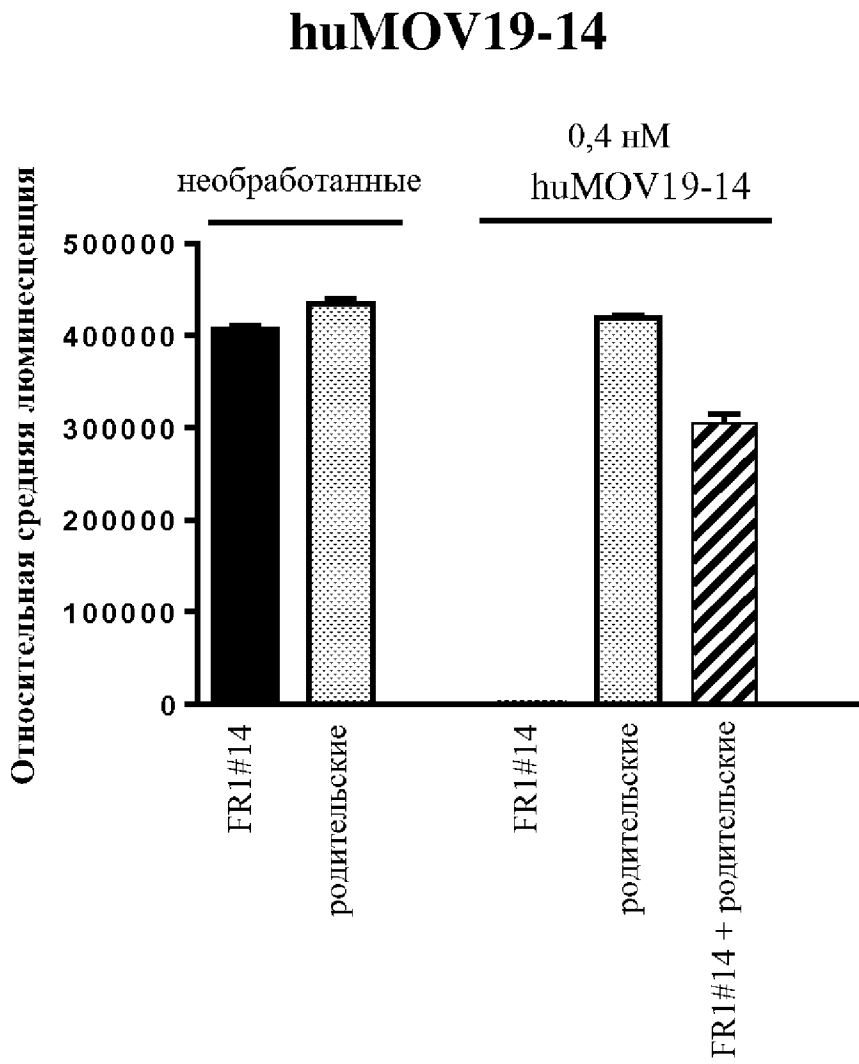 huMOV19-14
0,4 нМ
необработанные
huMOV19-14
Относительная средняя люминесценция
500000
400000
300000
200000
100000
0
FR1#14
родительские
FR1#14
родительские
FR1#14 + родительские